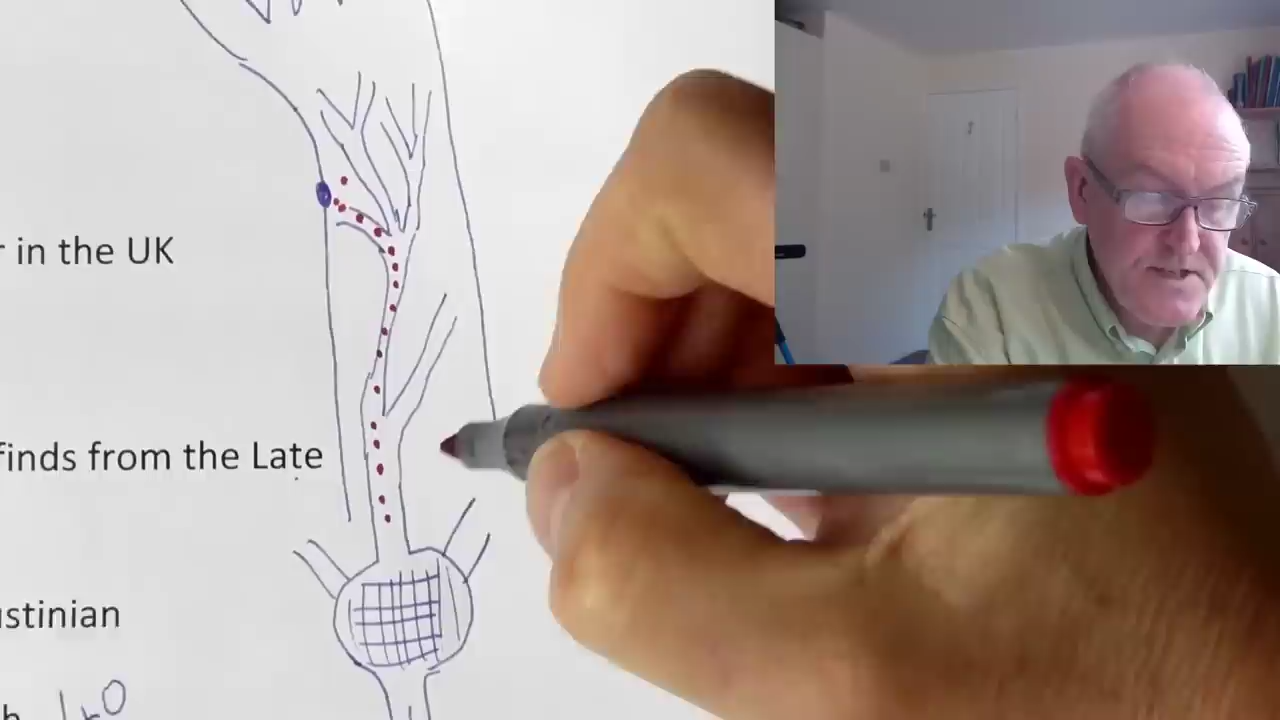 r in the UK
finds from the Late
ustinian
h